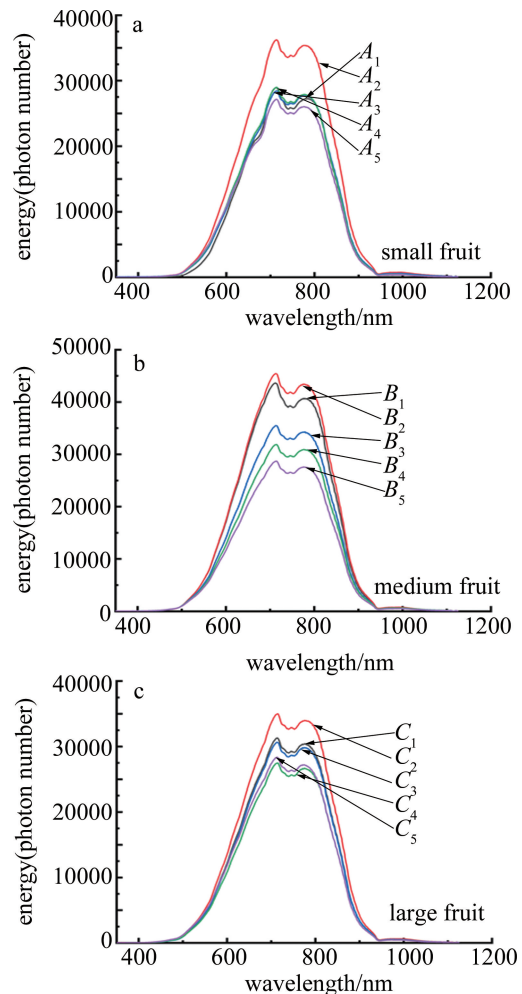 a
energy(photon number)
40000
30000
20000
10000
0
A1
A2
A3
A4
A5
small fruit
400 600 800 1000 1200
wavelength/nm
b
energy(photon number)
50000
40000
30000
20000
10000
0
B1
B2
B3
B4
B5
medium fruit
400 600 800 1000 1200
wavelength/nm
c
energy(photon number)
40000
30000
20000
10000
0
C1
C2
C3
C4
C5
large fruit
400 600 800 1000 1200
wavelength/nm